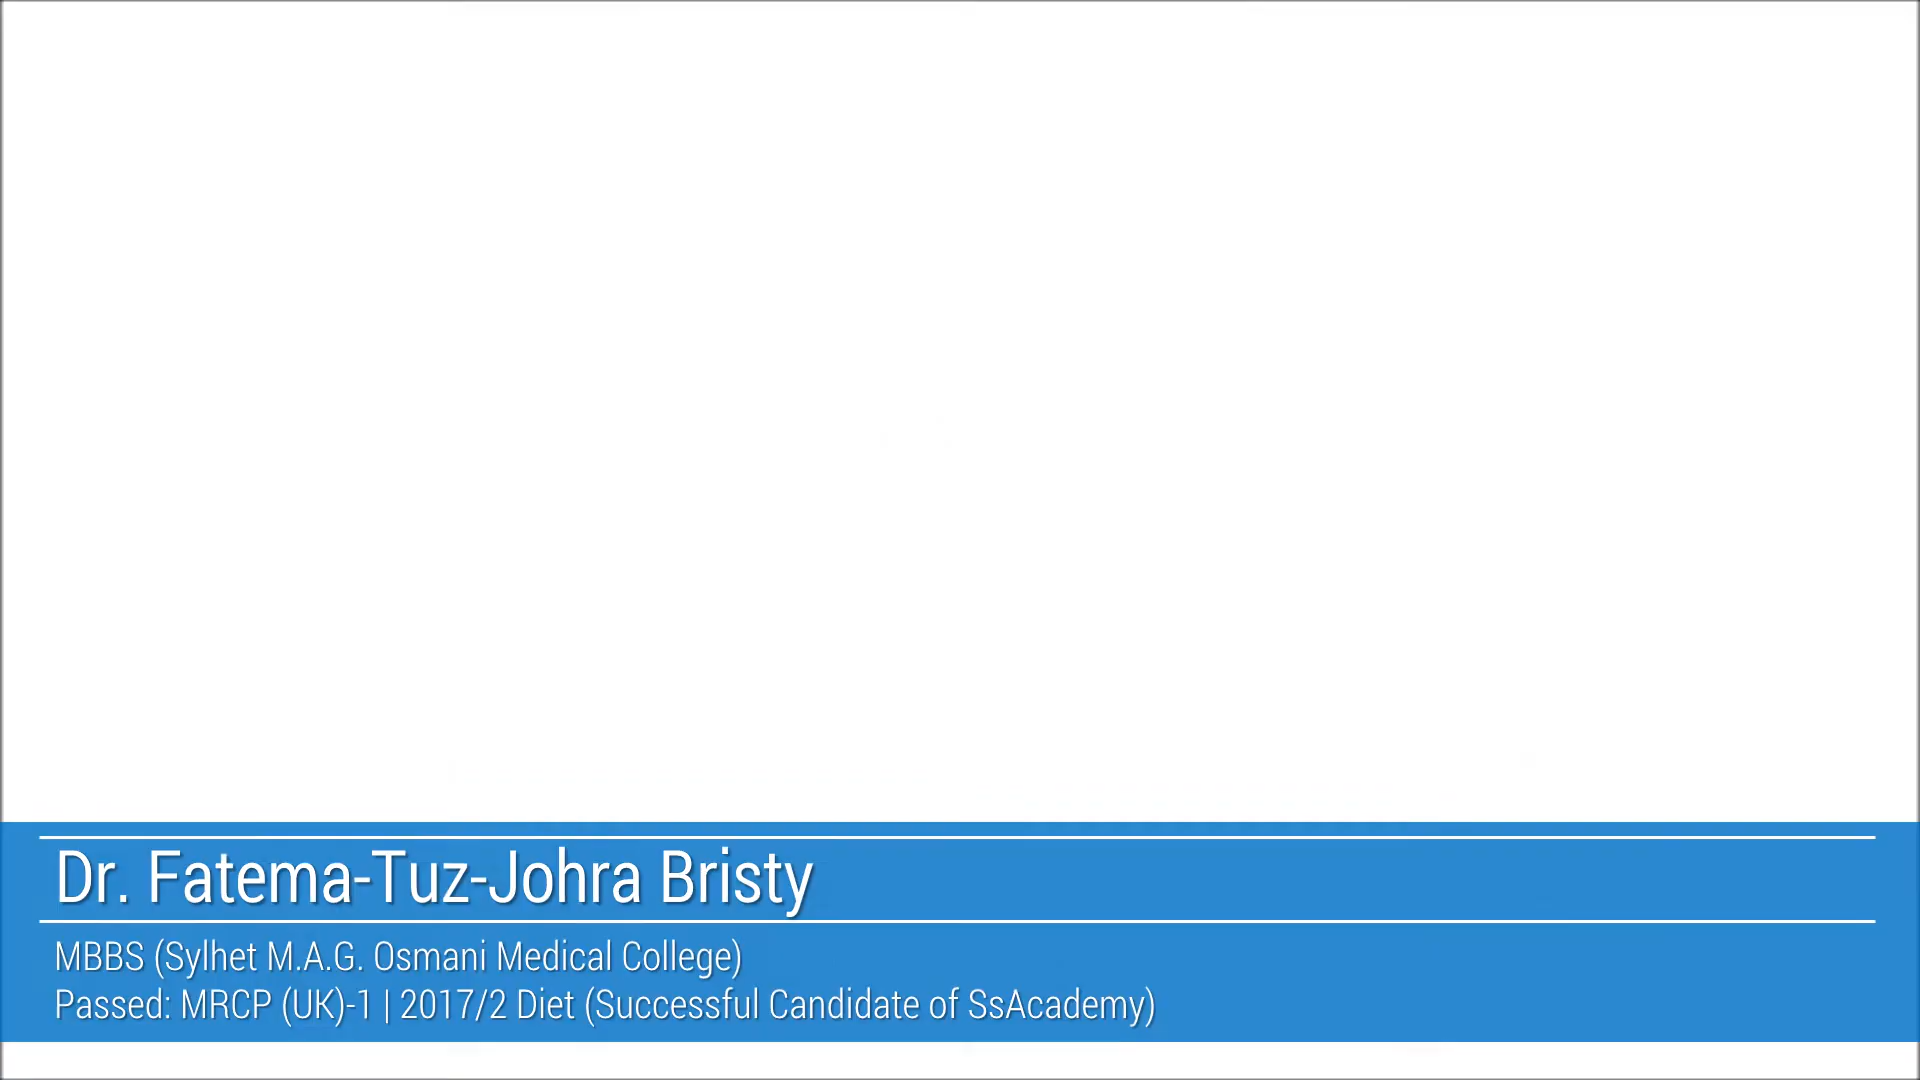 Dr. Fatema-Tuz-Johra Bristy
MBBS (Sylhet M.A.G. Osmani Medical College)
Passed: MRCP (UK)-1 | 2017/2 Diet (Successful Candidate of SsAcademy)